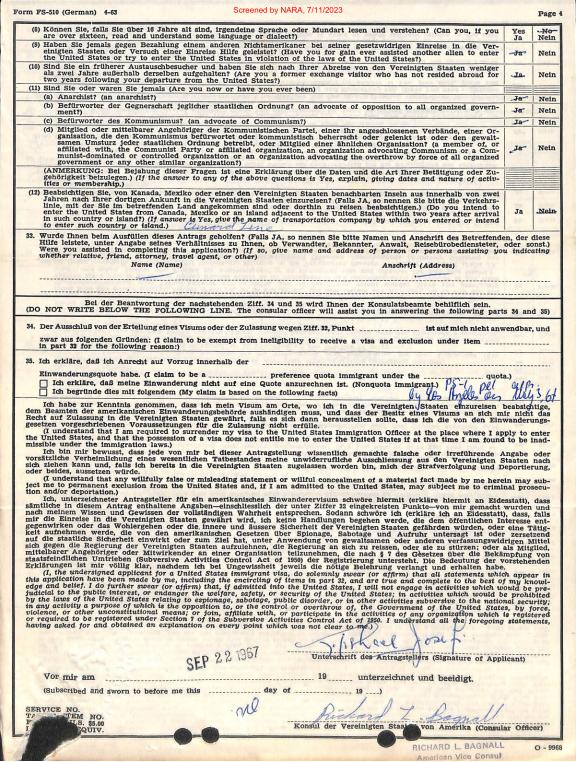 Screened by NARA, 7/11/2023
Form FS-510 (German) 4-63
Page 4
(8) Können Sie, falls Sie über 16 Jahre alt sind, irgendeine Sprache oder Mundart lesen und verstehen? (Can you, if you Yes No
are over sixteen, read and understand some language or dialect?) Ja Nein
(9) Haben Sie jemals gegen Bezahlung einem anderen Nichtamerikaner bei seiner gesetzwidrigen Einreise in die Ver-
einigten Staaten oder Versuch einer Einreise Hilfe geleistet? (Have you for gain ever assisted another alien to enter Ja Nein
the United States or try to enter the United States in violation of the laws of the United States?)
(10) Sind Sie ein früherer Austauschbesucher und haben Sie sich nach Ihrer Abreise von den Vereinigten Staaten weniger
als zwei Jahre außerhalb derselben aufgehalten? (Are you a former exchange visitor who has not resided abroad for Ja Nein
two years following your departure from the United States?)
(11) Sind Sie oder waren Sie jemals (Are you now or have you ever been)
(a) Anarchist? (an anarchist?) Ja Nein
(b) Befürworter der Gegnerschaft jeglicher staatlichen Ordnung? (an advocate of opposition to all organized govern- Ja Nein
ment?)
(c) Befürworter des Kommunismus? (an advocate of Communism?) Ja Nein
(d) Mitglied oder mittelbarer Angehöriger der Kommunistischen Partei, einer ihr angeschlossenen Verbände, einer Or-
ganisation, die den Kommunismus befürwortet oder kommunistisch beherrscht oder gelenkt ist oder den gewalt-
samen Umsturz jeder staatlichen Ordnung betreibt, oder Mitglied einer ähnlichen Organisation? (a member of, or Ja Nein
affiliated with, the Communist Party or affiliated organization, an organization advocating Communism or a Com-
munist-dominated or controlled organization or an organization advocating the overthrow by force of all organized
government or any other similar organization?)
(ANMERKUNG: Bei Bejahung dieser Fragen ist eine Erklärung über die Daten und die Art Ihrer Betätigung oder Zu-
gehörigkeit beizulegen.) (If the answer to any of the above questions is Yes, explain, giving dates and nature of activi-
ties or membership.)
(12) Beabsichtigen Sie, von Kanada, Mexiko oder einer den Vereinigten Staaten benachbarten Inseln aus innerhalb von zwei
Jahren nach Ihrer dortigen Ankunft in die Vereinigten Staaten einzureisen? (Falls JA, so nennen Sie bitte die Verkehrs-
linie, mit der Sie im betreffenden Land angekommen sind oder dorthin zu reisen beabsichtigen.) (Do you intend to
enter the United States from Canada, Mexico or an island adjacent to the United States within two years after arrival Ja Nein
in such country or island?) (If answer is Yes, give the name of transportation company by which you entered or intend
to enter such country or island.) Cunard Line
33. Wurde Ihnen beim Ausfüllen dieses Antrags geholfen? (Falls JA, so nennen Sie bitte Namen und Anschrift des Betreffenden, der diese
Hilfe leistete, unter Angabe seines Verhältnisses zu Ihnen, ob Verwandter, Bekannter, Anwalt, Reisebürodediensteter, oder sonst.)
Were you assisted in completing this application? (If so, give name and address of person or persons assisting you indicating
whether relative, friend, attorney, travel agent, or other)
Name (Name) Anschrift (Address)
Bei der Beantwortung der nachstehenden Ziff. 34 und 35 wird Ihnen der Konsulatsbeamte behilflich sein.
(DO NOT WRITE BELOW THE FOLLOWING LINE. The consular officer will assist you in answering the following parts 34 and 35)
34. Der Ausschluß von der Erteilung eines Visums oder der Zulassung wegen Ziff. 32, Punkt ist auf mich nicht anwendbar, und
zwar aus folgenden Gründen: (I claim to be exempt from ineligibility to receive a visa and exclusion under item
in part 32 for the reason:)
35. Ich erkläre, daß ich Anrecht auf Vorzug innerhalb der
Einwanderungsquote habe. (I claim to be a preference quota immigrant under the quota.)
Ich erkläre, daß meine Einwanderung nicht auf eine Quote anzurechnen ist. (Nonquota immigrant.)
Ich begründe dies mit folgendem (My claim is based on the following facts) by Los Angeles
Ich habe zur Kenntnis genommen, dass ich mein Visum am Orte, wo ich in die Vereinigten Staaten einzureisen beabsichtige,
dem Beamten der amerikanischen Einwanderungsbehörde aushändigen muss, und dass der Besitz eines Visums an sich mir nicht das
Recht auf Zulassung in die Vereinigten Staaten gewährt, falls es sich dann herausstellen sollte, dass ich die von den Einwanderungs-
gesetzen vorgeschriebenen Voraussetzungen für die Zulassung nicht erfülle.
(I understand that I am required to surrender my visa to the United States Immigration Officer at the place where I apply to enter
the United States, and that the possession of a visa does not entitle me to enter the United States if at that time I am found to be inad-
missible under the immigration laws.)
Ich bin mir bewusst, dass jede von mir bei dieser Antragstellung wissentlich gemachte falsche oder irreführende Angabe oder
vorsätzliche Verheimlichung eines wesentlichen Tatbestandes meine unwiderrufliche Ausschliessung aus den Vereinigten Staaten nach
sich ziehen kann und, falls ich bereits in die Vereinigten Staaten zugelassen worden bin, mich der Strafverfolgung und Deportierung,
oder beides, aussetzen würde.
(I understand that any willfully false or misleading statement or willful concealment of a material fact made by me herein may sub-
ject me to permanent exclusion from the United States and, if I am admitted to the United States, may subject me to criminal prosecu-
tion and/or deportation.)
Ich, unterzeichneter Antragsteller für ein amerikanisches Einwanderervisum schwöre hiermit (erkläre hiermit an Eidesstatt), dass
sämtliche in diesem Antrag enthaltene Angaben—einschließlich der unter Ziffer 32 eingekreisten Punkte—von mir gemacht wurden und
nach meinem Wissen und Gewissen der vollständigen Wahrheit entsprechen. Sodann schwöre ich (erkläre ich an Eidesstatt), dass, falls
mir die Einreise in die Vereinigten Staaten gewährt wird, ich keine Handlungen begehen werde, die dem öffentlichen Interesse ent-
gegenwirken oder das Wohlergehen oder die innere und äussere Sicherheit der Vereinigten Staaten gefährden würden, oder eine Tätig-
keit aufnehmen werde, die von den amerikanischen Gesetzen über Spionage, Sabotage und Aufruhr untersagt ist oder zersetzend
auf die staatliche Sicherheit einwirkt oder zum Ziel hat, unter Anwendung von gewaltsamen oder anderen verfassungswidrigen Mitteln
sich gegen die Regierung der Vereinigten Staaten aufzulehnen, die Regierung an sich zu reissen, oder sie zu stürzen; oder als Mitglied,
mittelbarer Angehöriger oder Mitwirkender an einer Organisation teilzunehmen, die nach § 7 des Gesetzes über die Bekämpfung von
staatsfeindlichen Umtrieben (Subversive Activities Control Act) von 1950 registriert ist oder der Registrierung untersteht. Die Bedeutung der vorstehenden
Erklärungen ist mir völlig klar, nachdem ich bei Ungewissheit jeweils die nötige Belehrung verlangt und erhalten habe.
(I, the undersigned applicant for a United States immigrant visa, do solemnly swear (or affirm) that all statements which appear in
this application have been made by me, including the encircling of items in part 32, and are true and complete to the best of my knowl-
edge and belief. I do further swear (or affirm) that, if admitted into the United States, I will not engage in activities which would be pre-
judicial to the public interest, or endanger the welfare, safety, or security of the United States; in activities which would be prohibited
by the laws of the United States relating to espionage, sabotage, public disorder, or in other activities subversive to the national security;
in any activity a purpose of which is the opposition to, or the control or overthrow of, the Government of the United States, by force,
violence, or other unconstitutional means; or join, affiliate with, or participate in the activities of any organization which is registered
or required to be registered under Section 7 of the Subversive Activities Control Act of 1950. I understand all the foregoing statements,
having asked for and obtained an explanation on every point which was not clear to me.)
Unterschrift des Antragstellers (Signature of Applicant)
SEP 22 1967
Vor mir am 19 unterzeichnet und beeidigt.
(Subscribed and sworn to before me this day of 19 )
SERVICE NO.
Richard L. Bagnall
Konsul der Vereinigten Staaten von Amerika (Consular Officer)
RICHARD L. BAGNALL
American Vice Consul
O - 9968